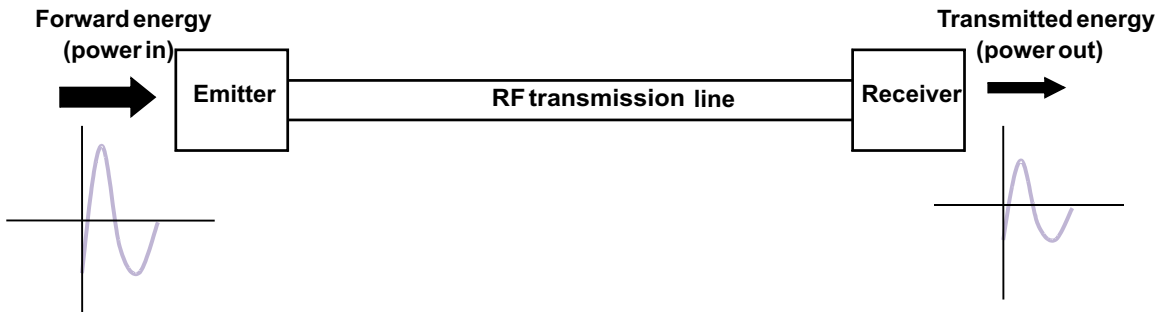 Forward energy
(power in)
Transmitted energy
(power out)
Emitter
RF transmission line
Receiver